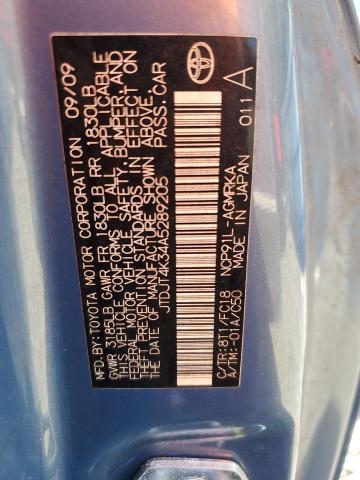 MFD.BY:TOYOTA MOTOR CORPORATION 09/09
GVWR 3185LB GAWR FR 1830LB RR 1830LB
THIS VEHICLE CONFORMS TO ALL APPLICABLE
FEDERAL MOTOR VEHICLE SAFETY, BUMPER, AND
THEFT PREVENTION STANDARDS IN EFFECT ON
THE DATE OF MANUFACTURE SHOWN ABOVE.
JTDJT4K34A5289205 PASS.CAR
C/TR:8T1/FC18 NCP91L-AGMRKA
A/TM:-01A/C50 MADE IN JAPAN
TOYOTA
011 A